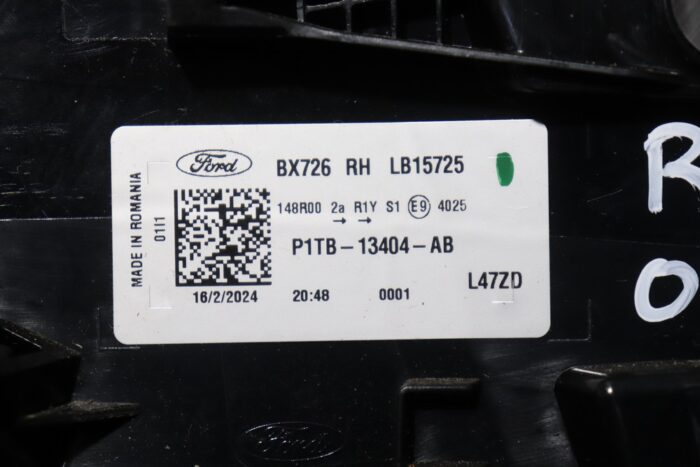 Ford BX726 RH LB15725
MADE IN ROMANIA
01I1
148R00 2a R1Y S1 E9 4025
→ →
P1TB-13404-AB
L47ZD
16/2/2024 20:48 0001
R
O
Ford